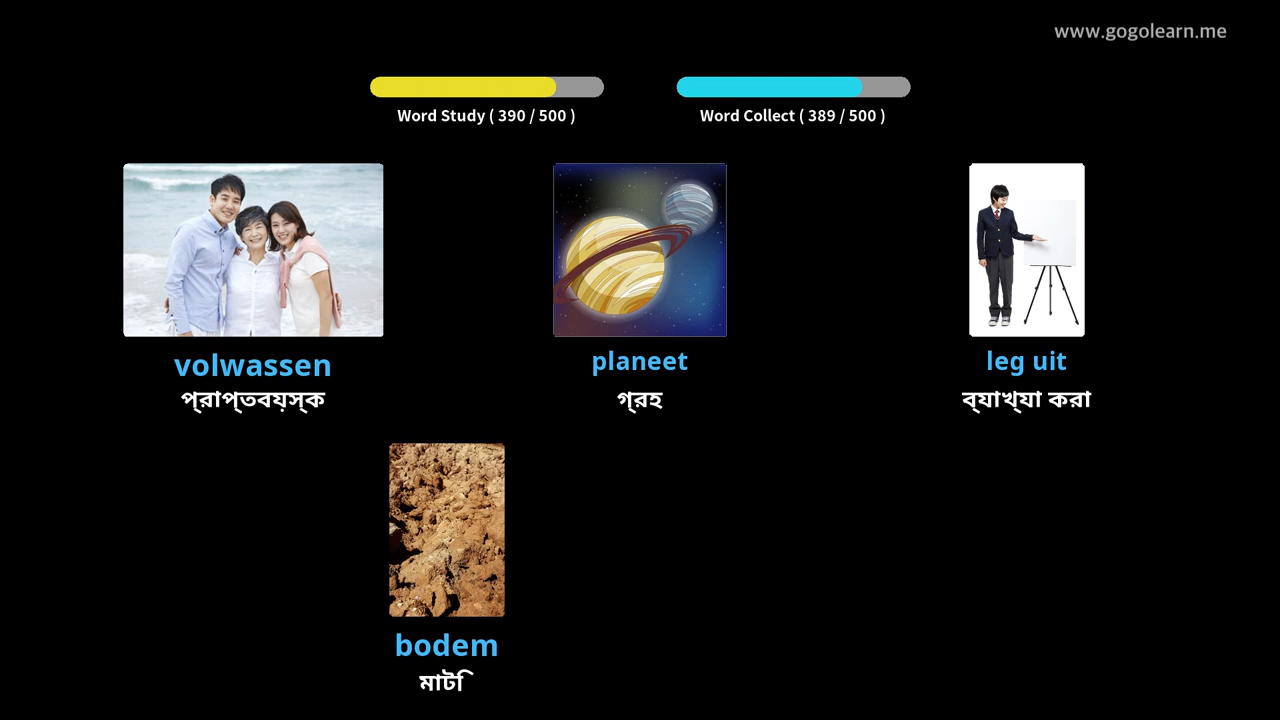 www.gogolearn.me
Word Study ( 390 / 500 )
Word Collect ( 389 / 500 )
volwassen
প্রাপ্তবয়স্ক
planeet
গ্রহ
leg uit
ব্যাখ্যা করা
bodem
মাটি